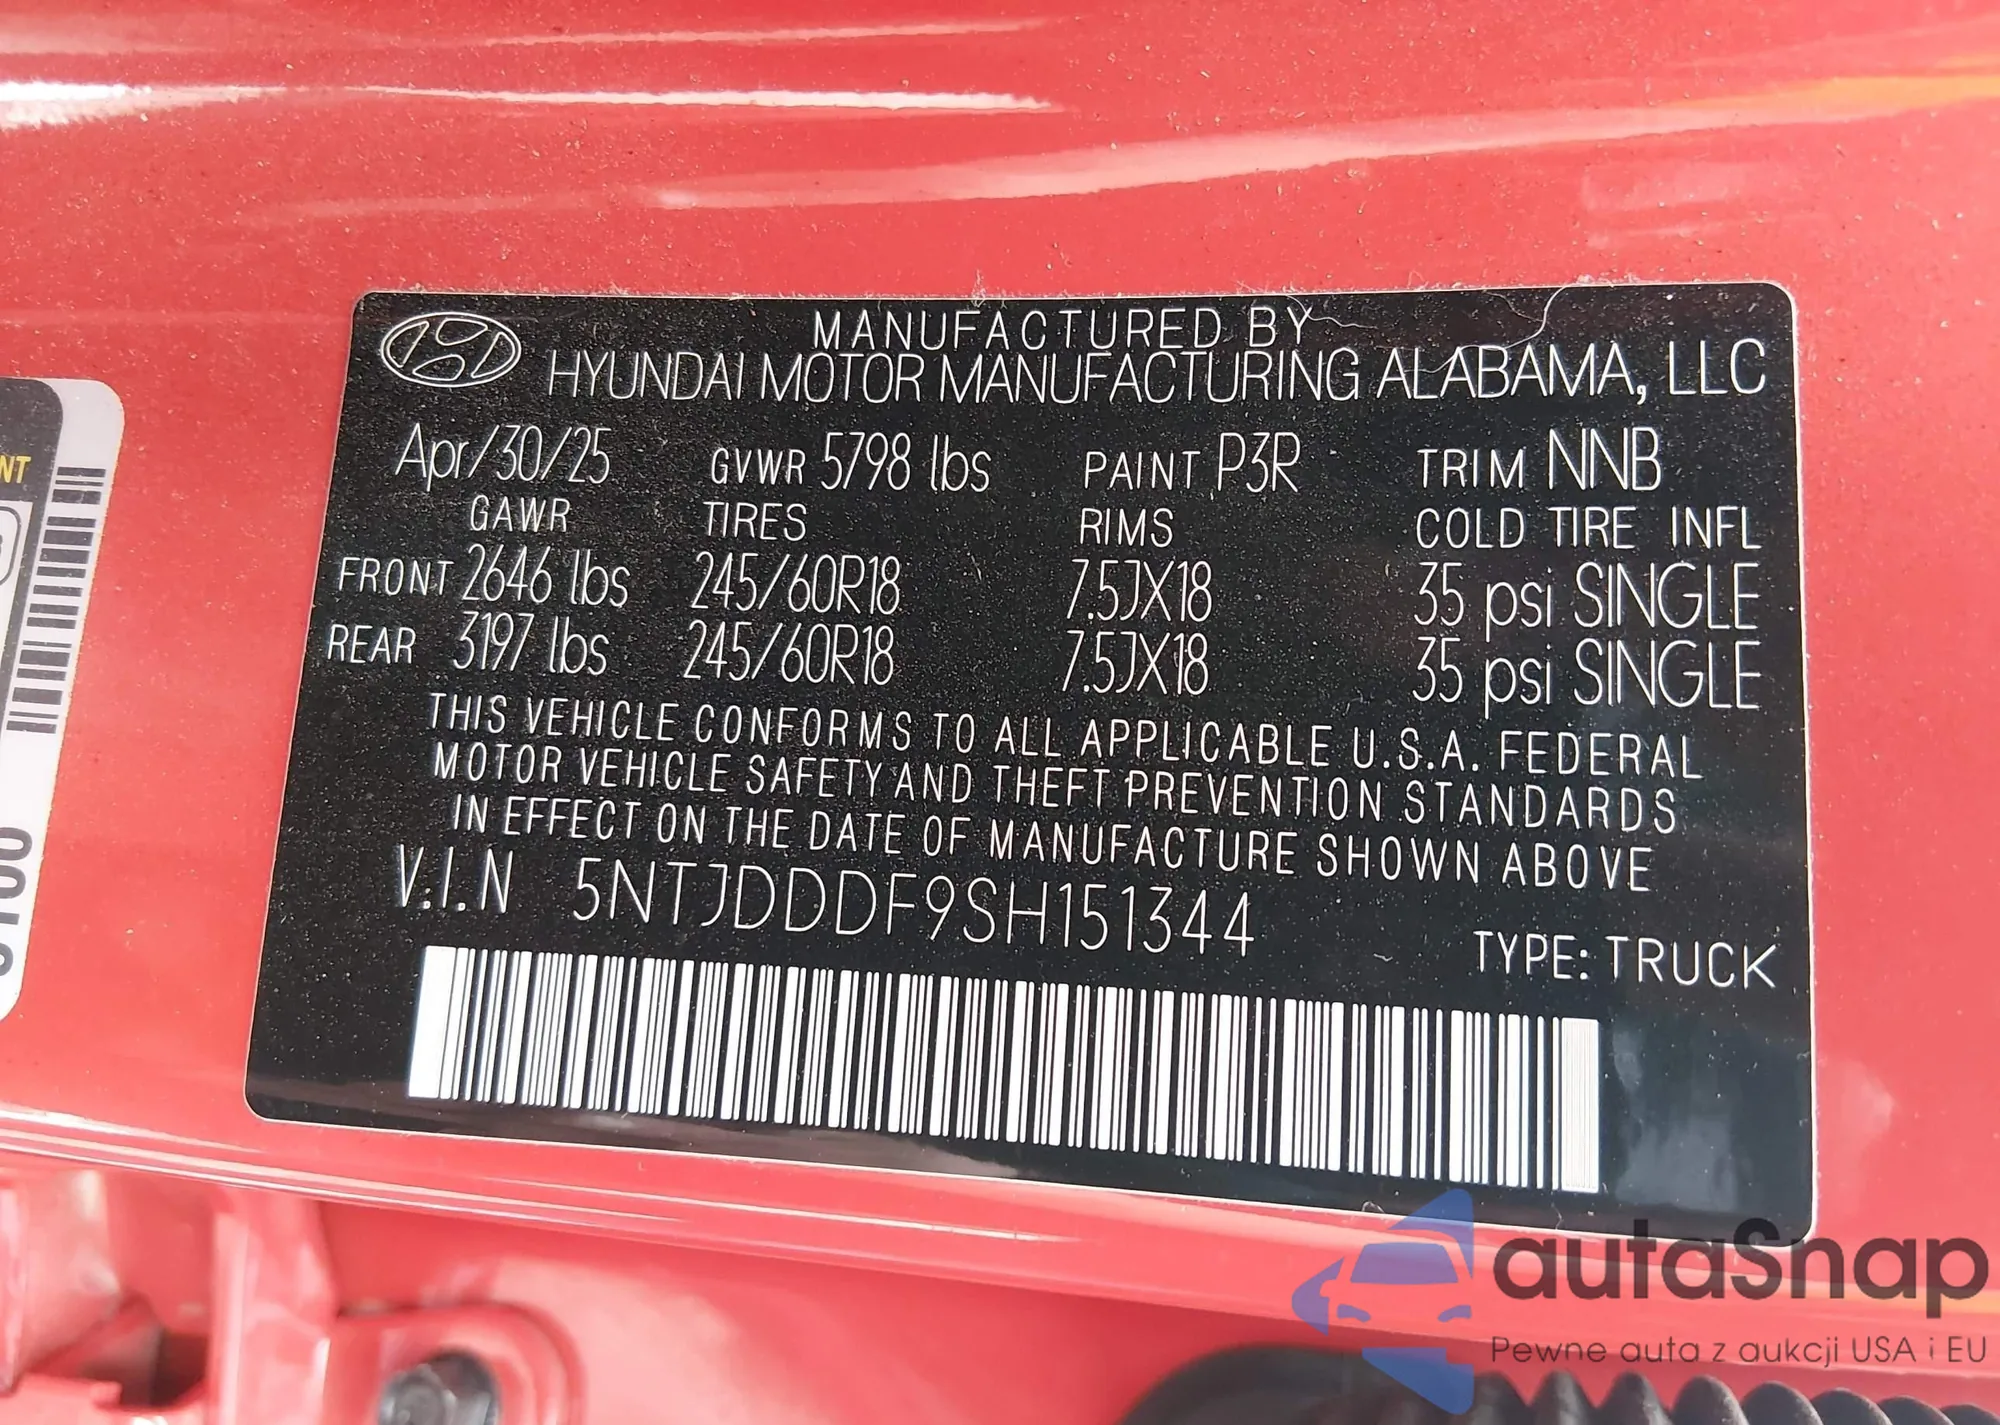 MANUFACTURED BY
HYUNDAI MOTOR MANUFACTURING ALABAMA, LLC
Apr/30/25 GVWR 5798 lbs PAINT P3R TRIM NNB
GAWR TIRES RIMS COLD TIRE INFL
FRONT 2646 lbs 245/60R18 7.5JX18 35 psi SINGLE
REAR 3197 lbs 245/60R18 7.5JX18 35 psi SINGLE
THIS VEHICLE CONFORMS TO ALL APPLICABLE U.S.A. FEDERAL
MOTOR VEHICLE SAFETY AND THEFT PREVENTION STANDARDS
IN EFFECT ON THE DATE OF MANUFACTURE SHOWN ABOVE
V.I.N 5NTJDDDF9SH151344
TYPE: TRUCK
NT
autaSnap
Pewne auta z aukcji USA i EU